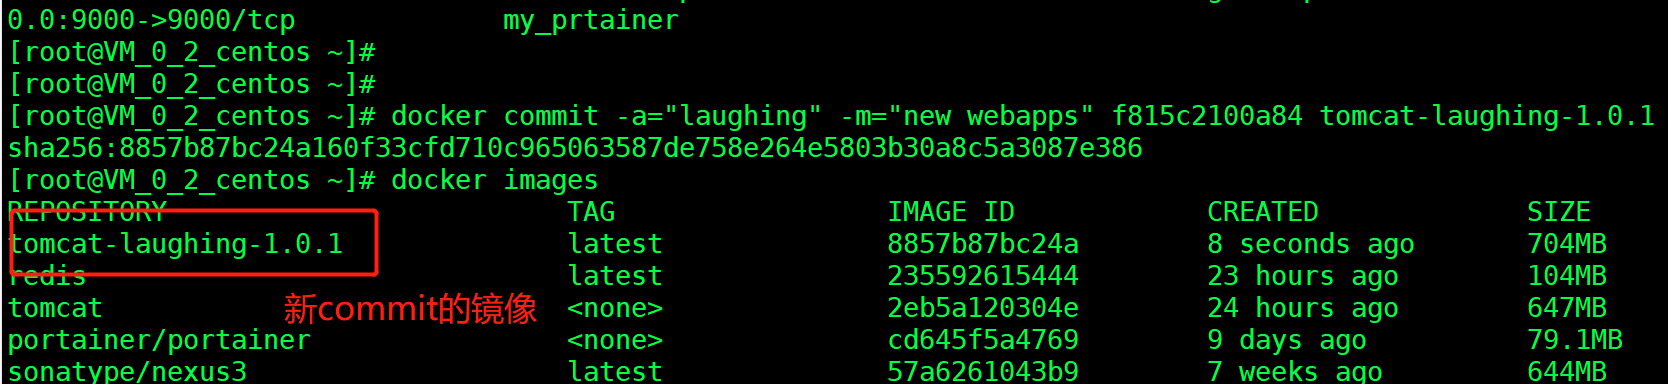 0.0:9000->9000/tcp             my_prtainer
[root@VM_0_2_centos ~]#
[root@VM_0_2_centos ~]#
[root@VM_0_2_centos ~]# docker commit -a="laughing" -m="new webapps" f815c2100a84 tomcat-laughing-1.0.1
sha256:8857b87bc24a160f33cfd710c965063587de758e264e5803b30a8c5a3087e386
[root@VM_0_2_centos ~]# docker images
REPOSITORY                         TAG                 IMAGE ID            CREATED             SIZE
tomcat-laughing-1.0.1              latest              8857b87bc24a        8 seconds ago       704MB
redis                              latest              235592615444        23 hours ago        104MB
tomcat                             <none>              2eb5a120304e        24 hours ago        647MB
新commit的镜像
portainer/portainer                <none>              cd645f5a4769        9 days ago          79.1MB
sonatype/nexus3                    latest              57a6261043b9        7 weeks ago         644MB